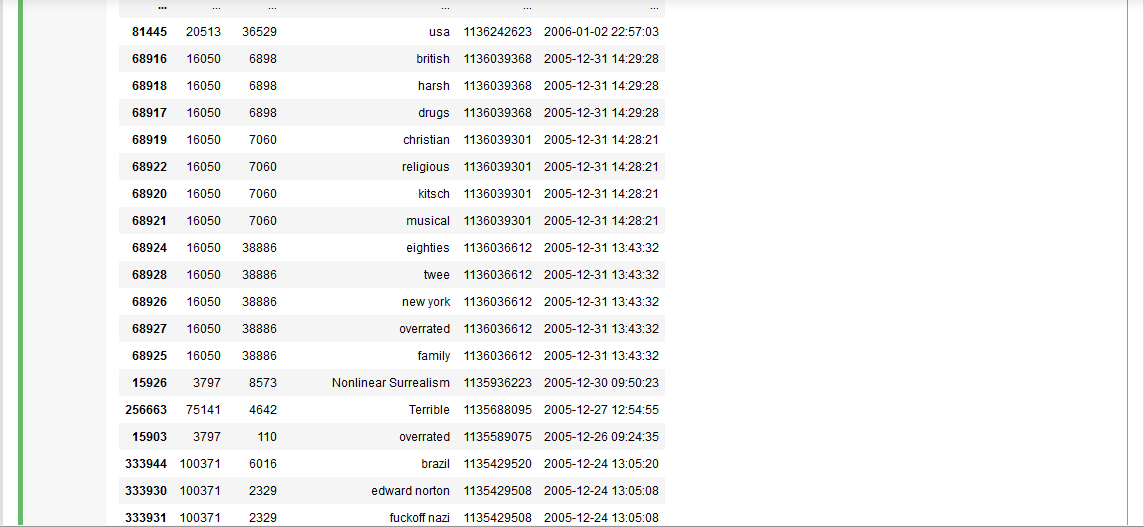 ... ... ... ... ... ...
81445 20513 36529 usa 1136242623 2006-01-02 22:57:03
68916 16050 6898 british 1136039368 2005-12-31 14:29:28
68918 16050 6898 harsh 1136039368 2005-12-31 14:29:28
68917 16050 6898 drugs 1136039368 2005-12-31 14:29:28
68919 16050 7060 christian 1136039301 2005-12-31 14:28:21
68922 16050 7060 religious 1136039301 2005-12-31 14:28:21
68920 16050 7060 kitsch 1136039301 2005-12-31 14:28:21
68921 16050 7060 musical 1136039301 2005-12-31 14:28:21
68924 16050 38886 eighties 1136036612 2005-12-31 13:43:32
68928 16050 38886 twee 1136036612 2005-12-31 13:43:32
68926 16050 38886 new york 1136036612 2005-12-31 13:43:32
68927 16050 38886 overrated 1136036612 2005-12-31 13:43:32
68925 16050 38886 family 1136036612 2005-12-31 13:43:32
15926 3797 8573 Nonlinear Surrealism 1135936223 2005-12-30 09:50:23
256663 75141 4642 Terrible 1135688095 2005-12-27 12:54:55
15903 3797 110 overrated 1135589075 2005-12-26 09:24:35
333944 100371 6016 brazil 1135429520 2005-12-24 13:05:20
333930 100371 2329 edward norton 1135429508 2005-12-24 13:05:08
333931 100371 2329 fuckoff nazi 1135429508 2005-12-24 13:05:08